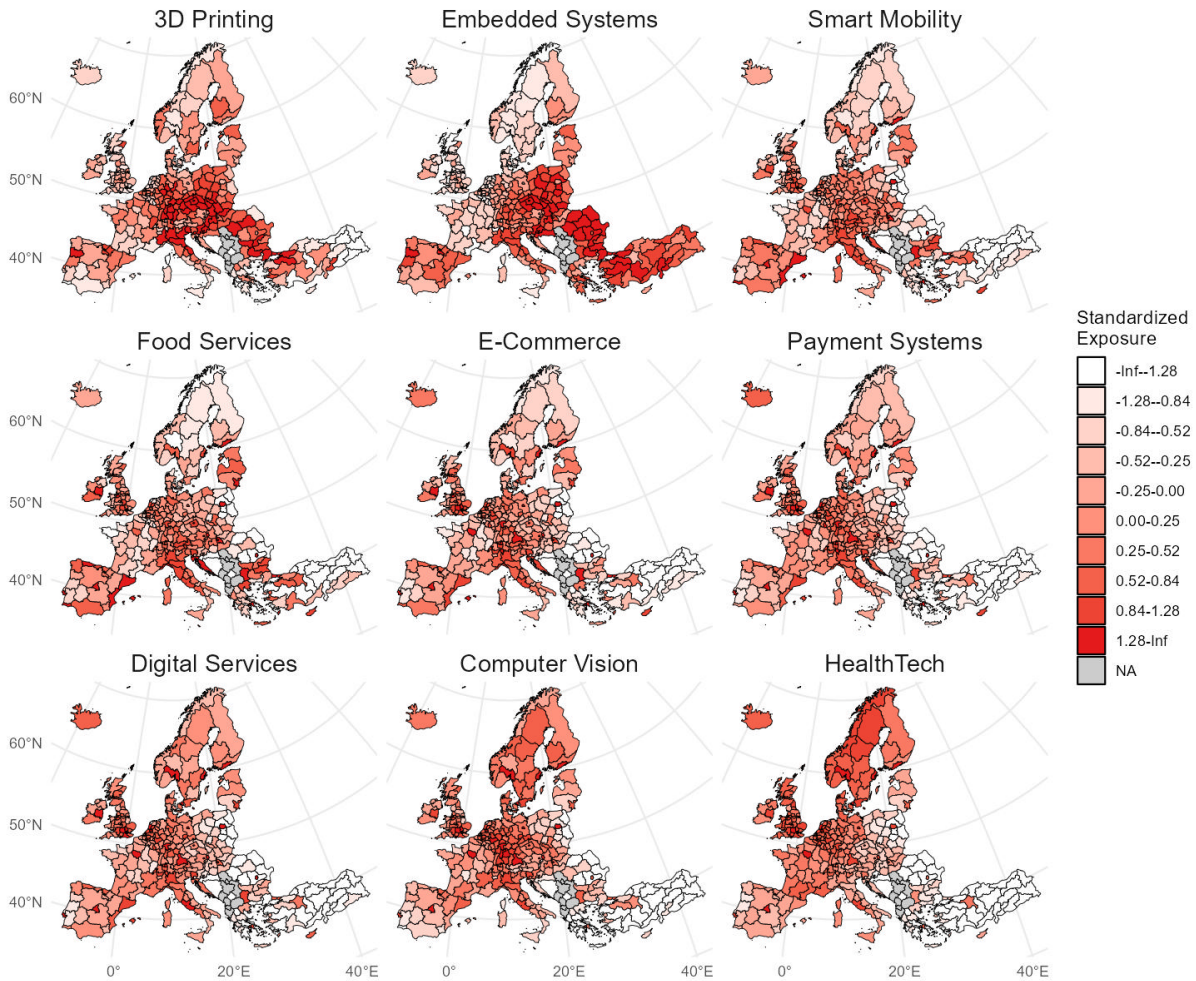 3D Printing Embedded Systems Smart Mobility
60°N
50°N
40°N
Standardized
Exposure
-Inf--1.28
-1.28--0.84
-0.84--0.52
-0.52--0.25
-0.25-0.00
0.00-0.25
0.25-0.52
0.52-0.84
0.84-1.28
1.28-Inf
NA
Food Services E-Commerce Payment Systems
60°N
50°N
40°N
Digital Services Computer Vision HealthTech
60°N
50°N
40°N
0° 20°E 40°E 0° 20°E 40°E 0° 20°E 40°E